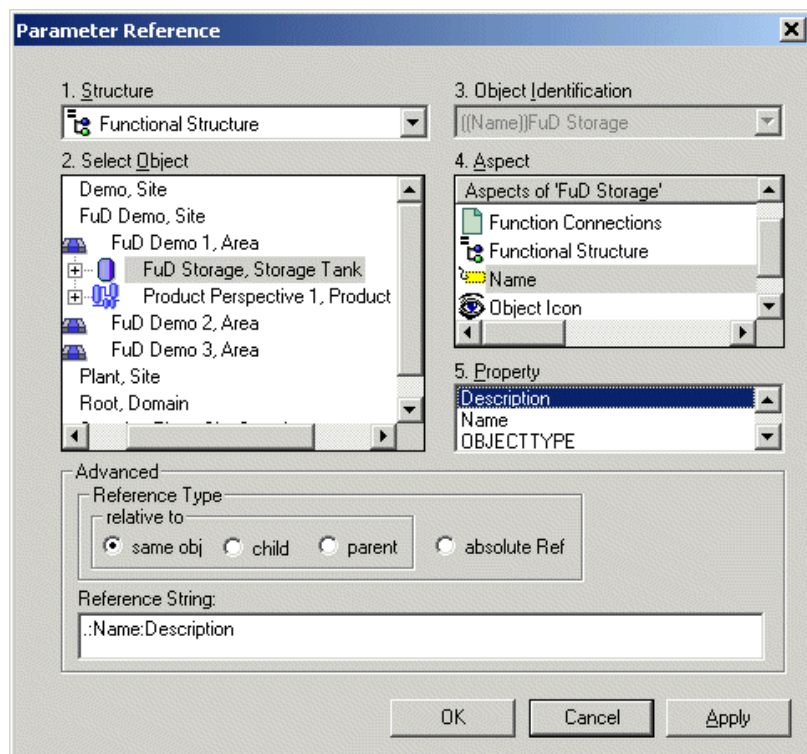 Parameter Reference
1. Structure
Functional Structure
2. Select Object
Demo, Site
FuD Demo, Site
FuD Demo 1, Area
FuD Storage, Storage Tank
Product Perspective 1, Product
FuD Demo 2, Area
FuD Demo 3, Area
Plant, Site
Root, Domain
3. Object Identification
((Name))FuD Storage
4. Aspect
Aspects of 'FuD Storage'
Function Connections
Functional Structure
Name
Object Icon
5. Property
Description
Name
OBJECTTYPE
Advanced
Reference Type
relative to
same obj child parent absolute Ref
Reference String:
.:Name:Description
OK Cancel Apply